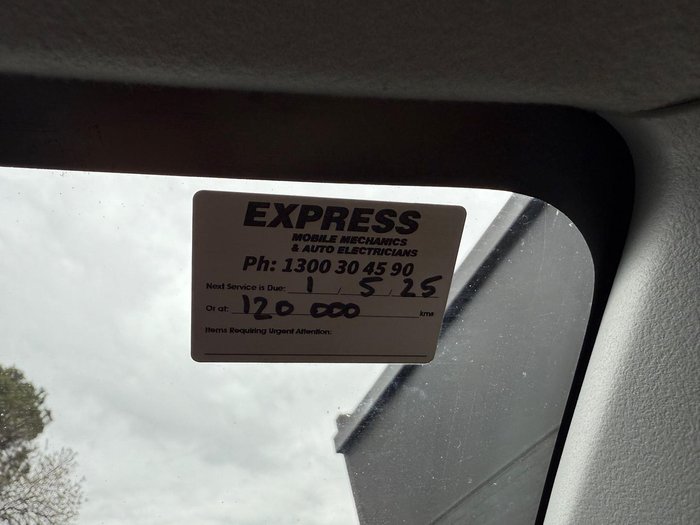 EXPRESS
MOBILE MECHANICS
& AUTO ELECTRICIANS
Ph: 1300 30 45 90
Next Service is Due: 1 / 5 / 25
Or at: 120 000 kms
Items Requiring Urgent Attention: